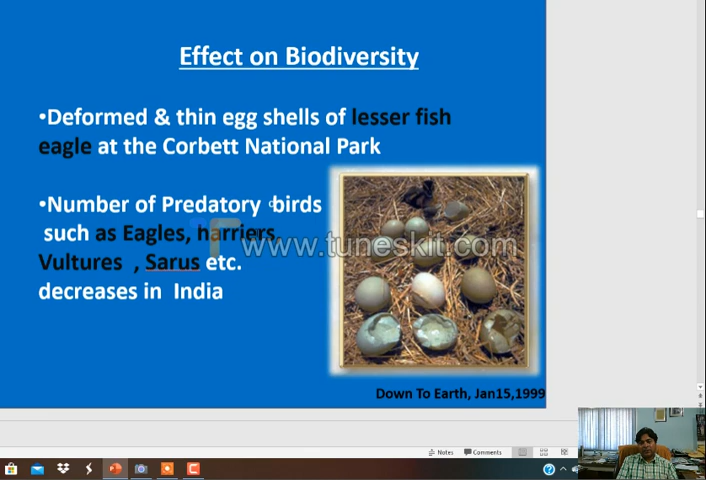 Effect on Biodiversity
•Deformed & thin egg shells of lesser fish
eagle at the Corbett National Park
•Number of Predatory birds
such as Eagles, harriers,
Vultures , Sarus etc.
decreases in India
www.tuneskit.com
Down To Earth, Jan15,1999
Notes Comments